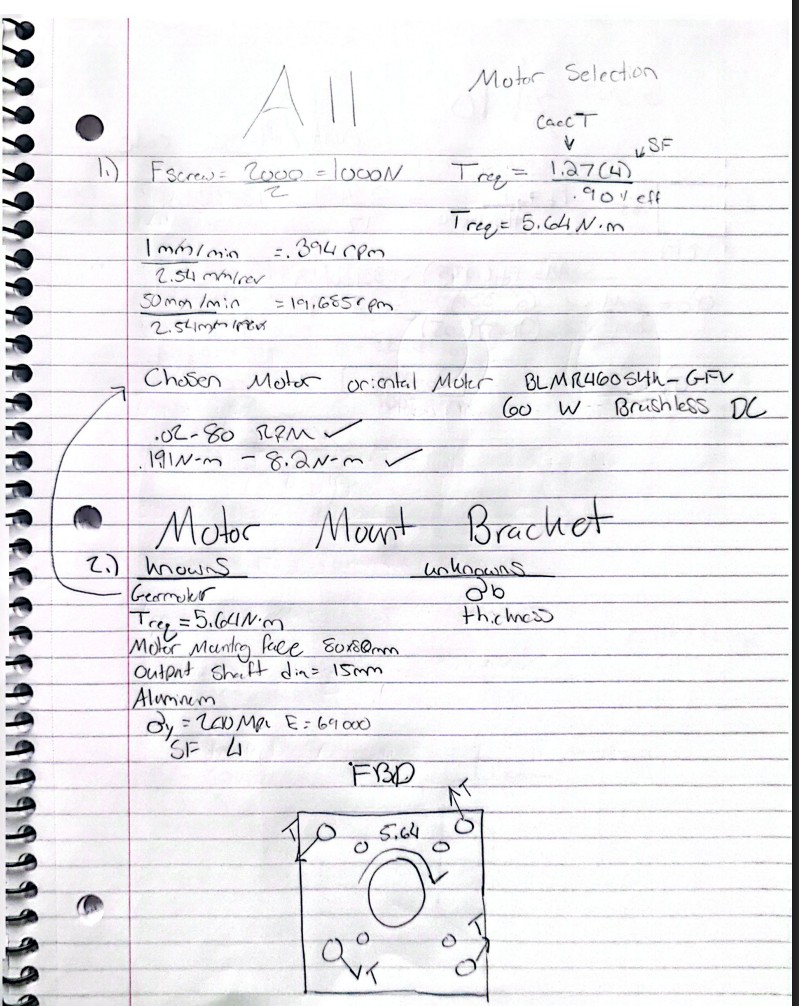 All
Motor Selection
CalcT
SF
1.) Fscrew = 2000/2 = 1000N
Treq = 1.27(4)/.90% eff
Treq = 5.64 N·m
1mm/min / 2.54 mm/rev = .394 rpm
50mm/min / 2.54mm/rev = 19.685rpm
Chosen Motor oriental Motor BLMR460S4K-GFV
60 W Brushless DC
.02-80 RPM ✓
.191N-m - 8.2N-m ✓
Motor Mount Bracket
2.) knowns unknowns
Gearmotor σb
Treq = 5.64N·m thickness
Motor Mounting face 80x80mm
Output Shaft dia= 15mm
Aluminum
σy = 240 MPa E = 69000
SF 4
FBD
T
T 5.64
T
T